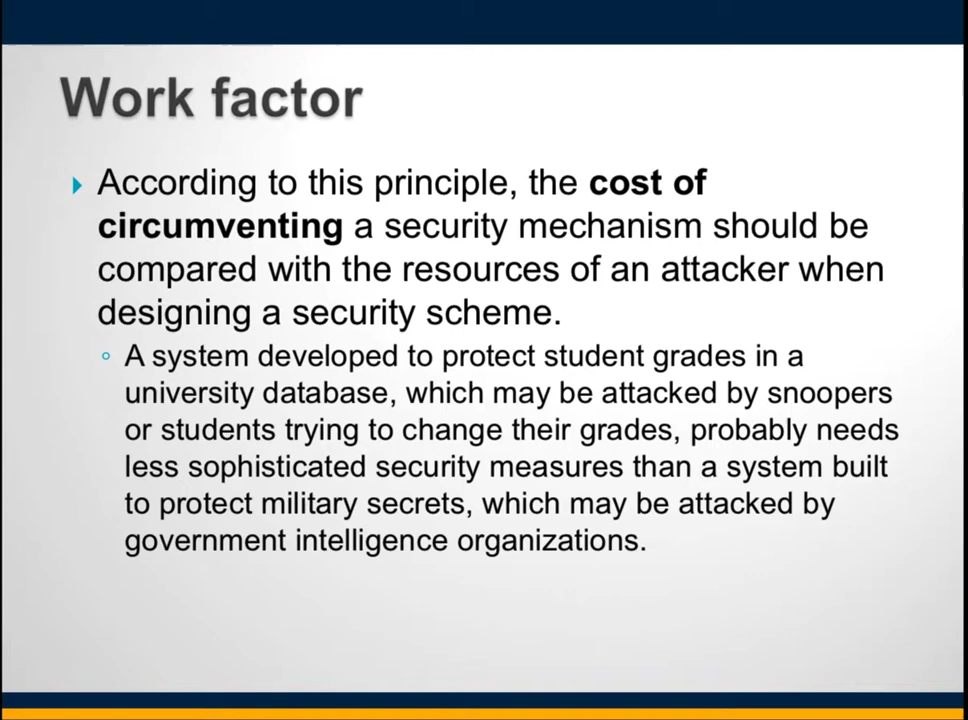 Work factor
According to this principle, the cost of
circumventing a security mechanism should be
compared with the resources of an attacker when
designing a security scheme.
A system developed to protect student grades in a
university database, which may be attacked by snoopers
or students trying to change their grades, probably needs
less sophisticated security measures than a system built
to protect military secrets, which may be attacked by
government intelligence organizations.